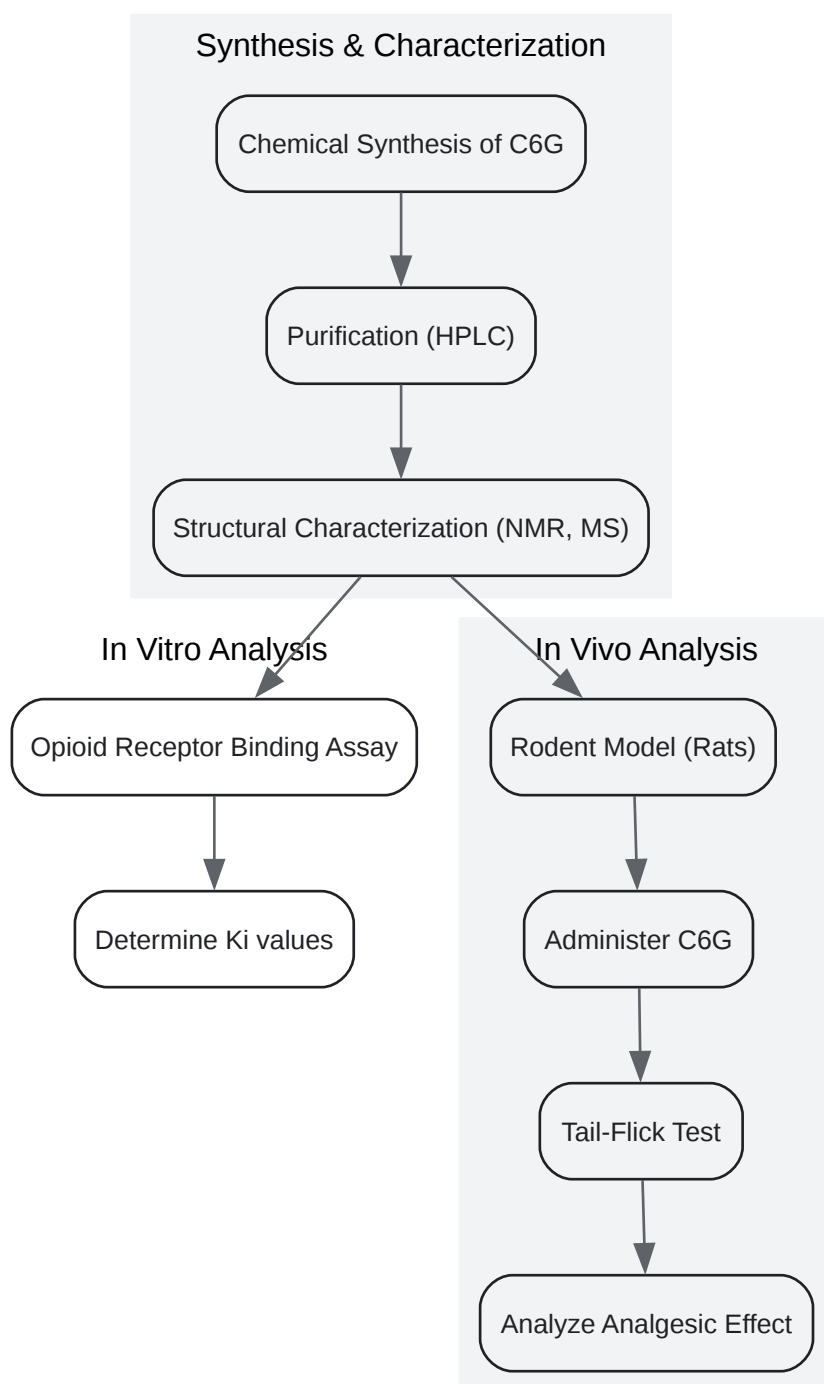 Synthesis & Characterization
Chemical Synthesis of C6G
Purification (HPLC)
Structural Characterization (NMR, MS)
In Vitro Analysis
Opioid Receptor Binding Assay
Determine Ki values
In Vivo Analysis
Rodent Model (Rats)
Administer C6G
Tail-Flick Test
Analyze Analgesic Effect